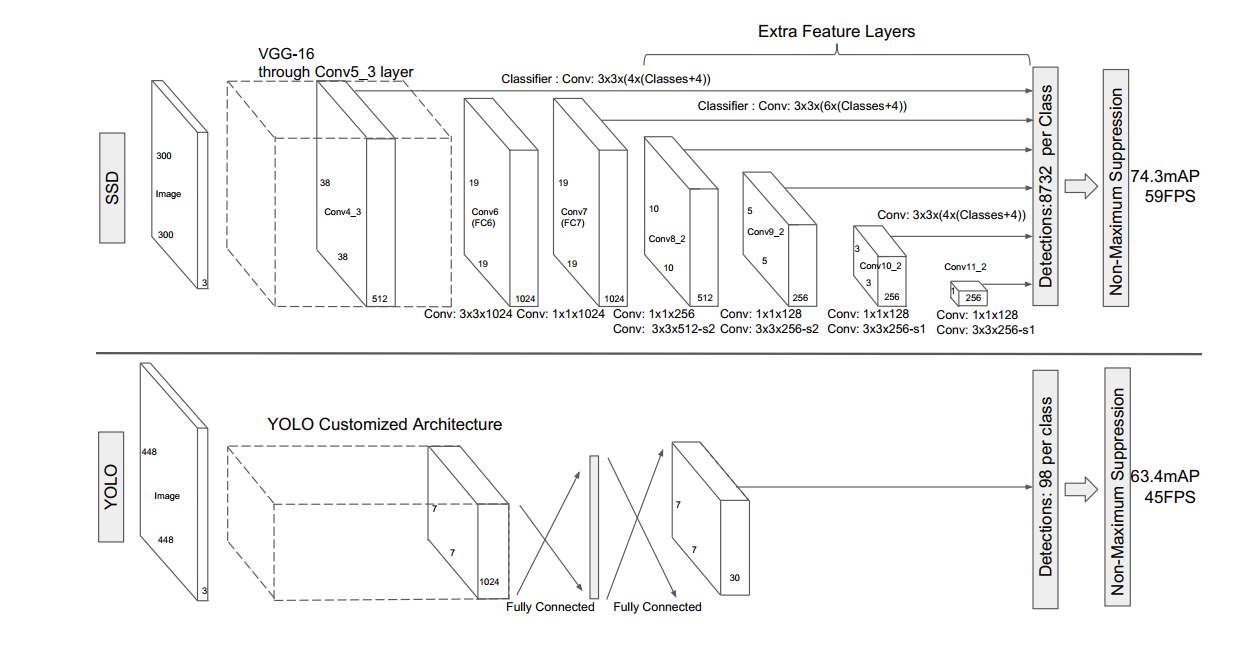 Extra Feature Layers
VGG-16
through Conv5_3 layer
Classifier : Conv: 3x3x(4x(Classes+4))
Classifier : Conv: 3x3x(6x(Classes+4))
SSD
300
Image
300
3
38
Conv4_3
38
512
19
Conv6
(FC6)
19
1024
19
Conv7
(FC7)
19
1024
10
Conv8_2
10
512
5
Conv9_2
5
256
Conv: 3x3x(4x(Classes+4))
3
Conv10_2
3
256
Conv11_2
1
256
Detections:8732 per Class
Non-Maximum Suppression
74.3mAP
59FPS
Conv: 3x3x1024
Conv: 1x1x1024
Conv: 1x1x256
Conv: 3x3x512-s2
Conv: 1x1x128
Conv: 3x3x256-s2
Conv: 1x1x128
Conv: 3x3x256-s1
Conv: 1x1x128
Conv: 3x3x256-s1
YOLO
448
Image
448
3
YOLO Customized Architecture
7
7
1024
Fully Connected
Fully Connected
7
7
30
Detections: 98 per class
Non-Maximum Suppression
63.4mAP
45FPS